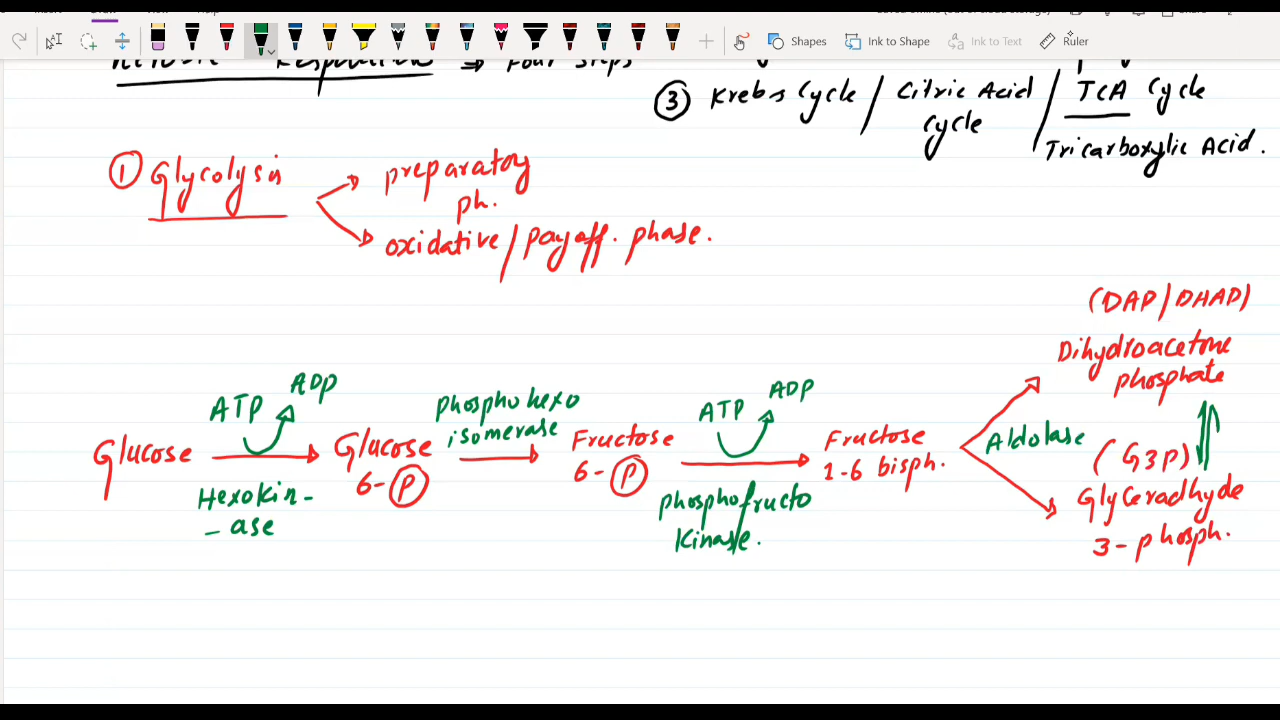 Shapes
Ink to Shape
Ink to Text
Ruler
⇒ Four Steps
③ Krebs Cycle / Citric Acid Cycle / TCA Cycle
Tricarboxylic Acid.
① Glycolysis
preparatoy
ph.
oxidative/Payoff. phase.
(DAP/DHAP)
Dihydroacetone
phosphate
ATP
ADP
Glucose
Hexokin-
- ase
Glucose
6-P
phosphohexo
isomerase
Fructose
6-P
ATP
ADP
phosphofructo
Kinase.
Fructose
1-6 bisph.
Aldolase
(G3P)
Glyceradhyde
3-phosph.